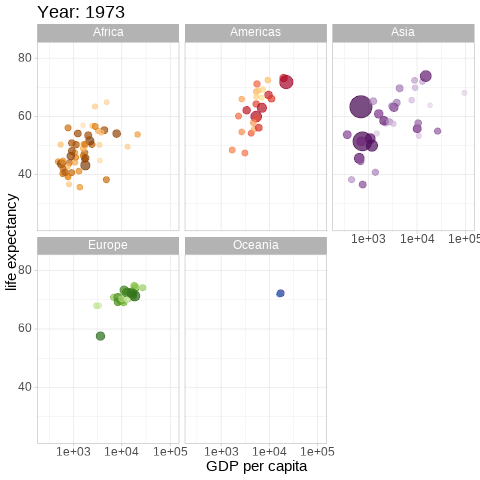 Year: 1973
Africa Americas Asia
80
60
40
1e+03 1e+04 1e+05
Europe Oceania
80
60
40
1e+03 1e+04 1e+05 1e+03 1e+04 1e+05
life expectancy
GDP per capita